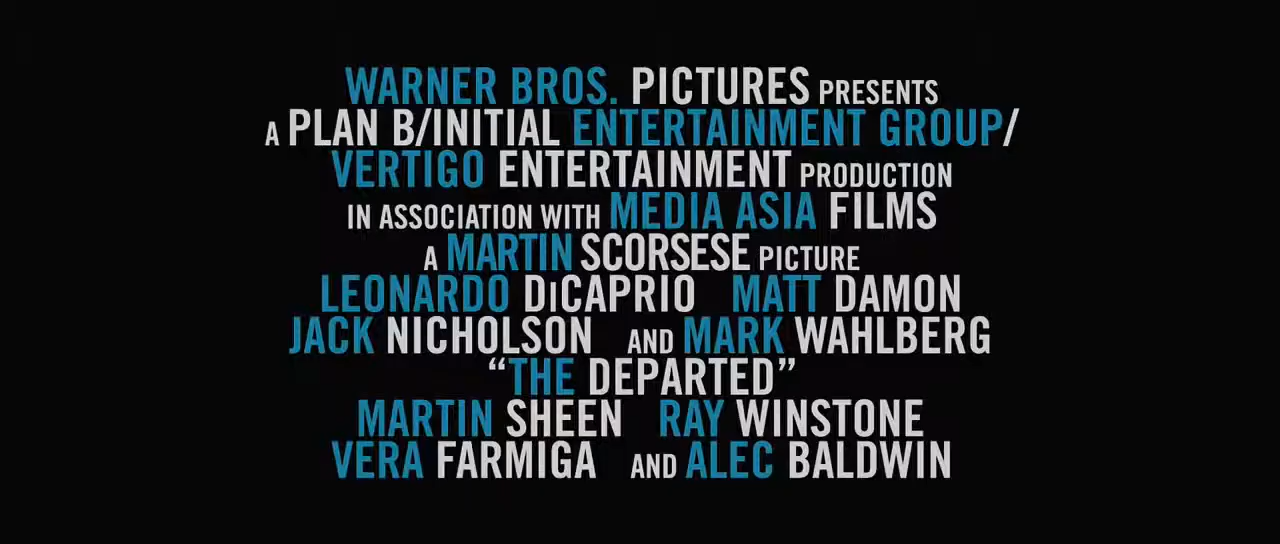 WARNER BROS. PICTURES PRESENTS
A PLAN B/INITIAL ENTERTAINMENT GROUP/
VERTIGO ENTERTAINMENT PRODUCTION
IN ASSOCIATION WITH MEDIA ASIA FILMS
A MARTIN SCORSESE PICTURE
LEONARDO DiCAPRIO MATT DAMON
JACK NICHOLSON AND MARK WAHLBERG
“THE DEPARTED”
MARTIN SHEEN RAY WINSTONE
VERA FARMIGA AND ALEC BALDWIN